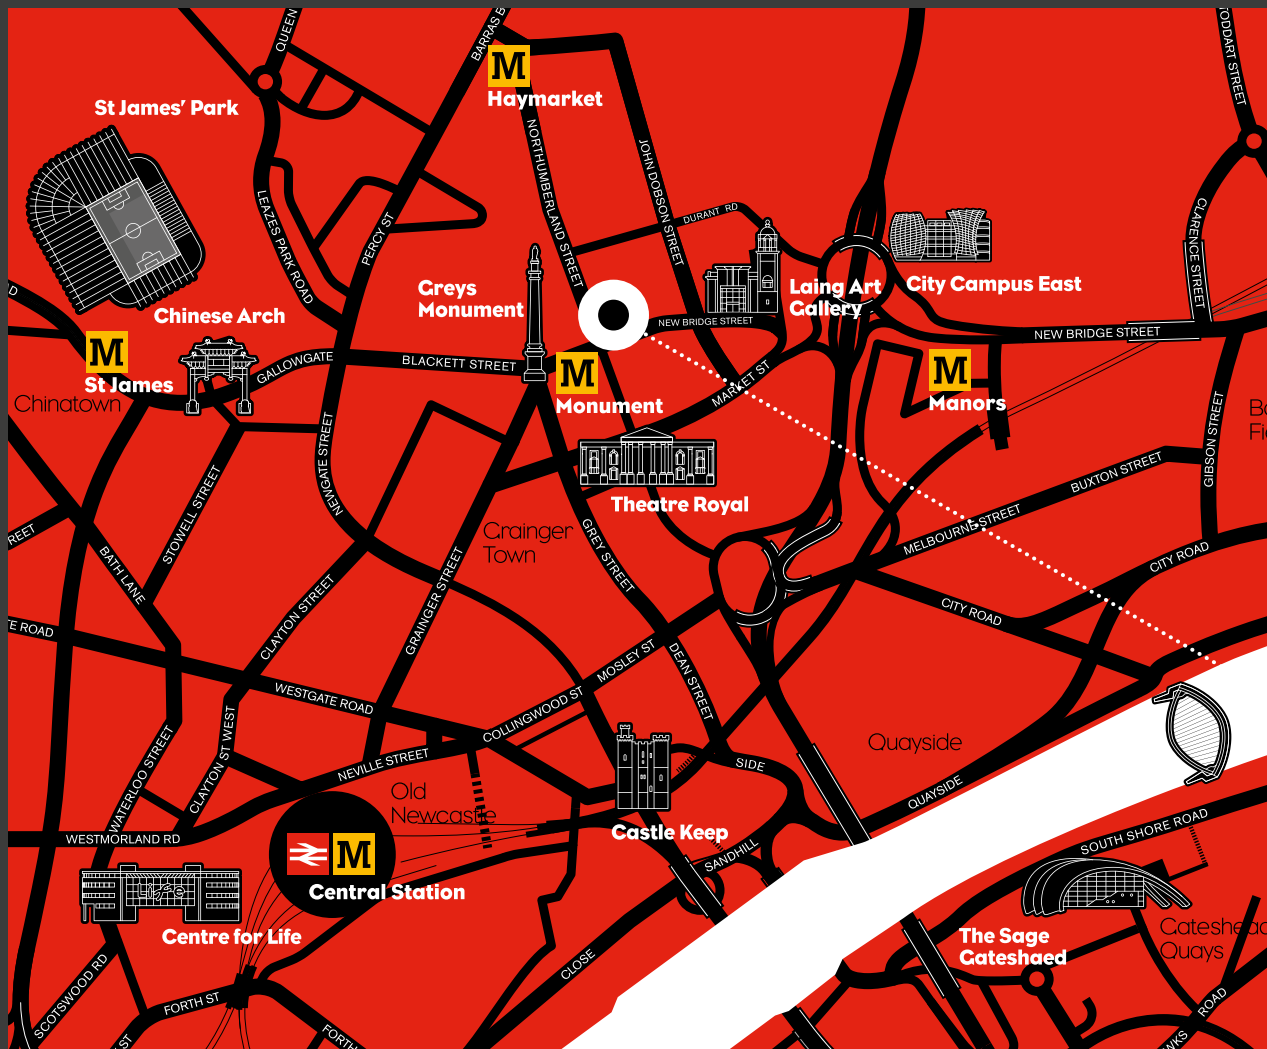 QUEEN
BARRAS B
ODDART STREET
M
Haymarket
St James' Park
NORTHUMBERLAND STREET
JOHN DOBSON STREET
LEAZES PARK ROAD
PERCY ST
DURANT RD
CLARENCE STREET
Greys
Monument
Laing Art
Gallery
City Campus East
D
Chinese Arch
NEW BRIDGE STREET
NEW BRIDGE STREET
M
St James
GALLOWGATE
BLACKETT STREET
M
Monument
MARKET ST
M
Manors
Chinatown
NEWGATE STREET
GIBSON STREET
Theatre Royal
BUXTON STREET
STOWELL STREET
REET
BATH LANE
Grainger
Town
GREY STREET
MELBOURNE STREET
CITY ROAD
CITY ROAD
E ROAD
CLAYTON STREET
GRAINGER STREET
MOSLEY ST
DEAN STREET
WESTGATE ROAD
COLLINGWOOD ST
CLAYTON ST WEST
WATERLOO STREET
NEVILLE STREET
SIDE
Quayside
QUAYSIDE
Old
Newcastle
Castle Keep
SANDHILL
SOUTH SHORE ROAD
WESTMORLAND RD
M
Central Station
Life
Centre for Life
The Sage
Gateshaed
Gateshead
Quays
CLOSE
SCOTSWOOD RD
FORTH ST
FORTH
ST
ROAD
WKS